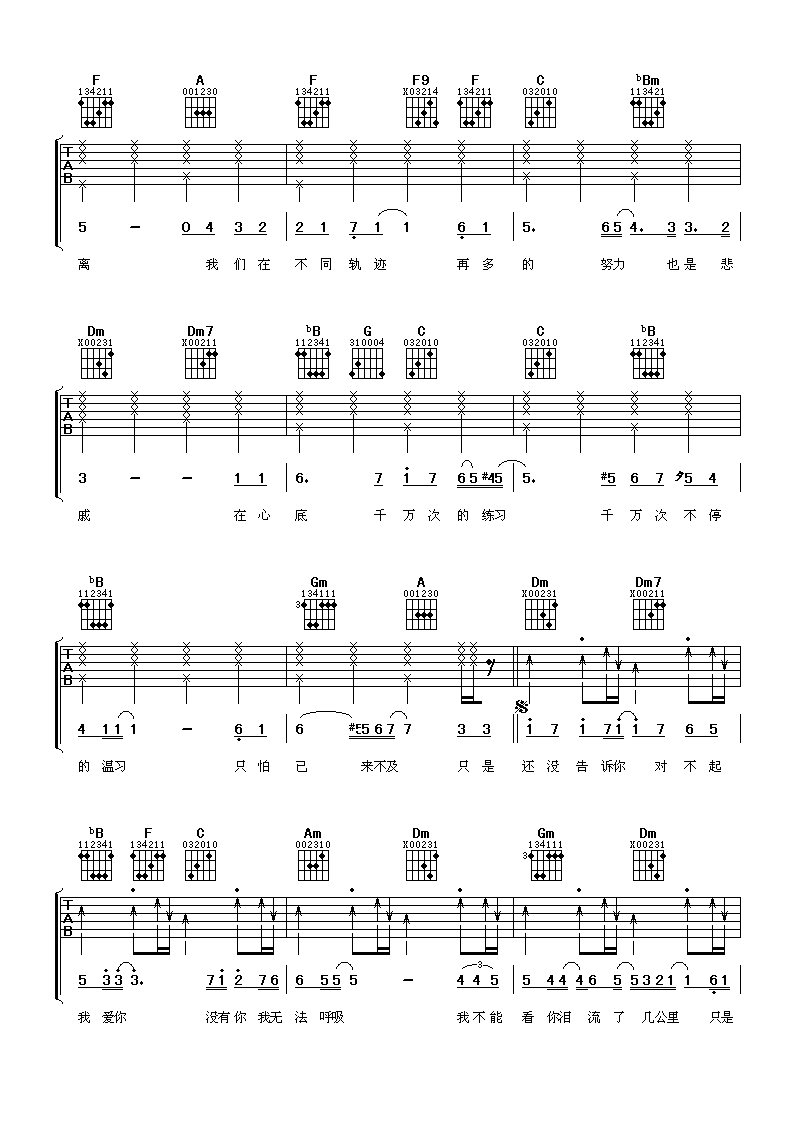 F A F F9 F C ♭Bm
134211 001230 134211 X03214 134211 032010 113421
T
A
B
5 - 0 4 3 2 2 1 7 1 1 6 1 5. 6 5 4. 3 3. 2
离 我 们 在 不 同 轨 迹 再 多 的 努力 也 是 悲
Dm Dm7 ♭B G C C ♭B
X00231 X00211 112341 310004 032010 032010 112341
T
A
B
3 - - 1 1 6. 7 1 7 6 5 #4 5 5. #5 6 7 5 4
戚 在 心 底 千 万 次 的 练习 千 万 次 不 停
♭B Gm A Dm Dm7
112341 3 134111 001230 X00231 X00211
T
A
B
4 1 1 1 - 6 1 6 #5 5 6 7 7 3 3 1 7 1 7 1 1 7 6 5
的 温习 只 怕 已 来不及 只 是 还 没 告 诉你 对 不 起
♭B F C Am Dm Gm Dm
112341 134211 032010 002310 X00231 3 134111 X00231
T
A
B
3
5 3 3 3. 7 1 2 7 6 6 5 5 5 - 4 4 5 5 4 4 4 6 5 5 3 2 1 1 6 1
我 爱你 没有 你 我无 法 呼吸 我 不 能 看 你泪 流 了 几公里 只是